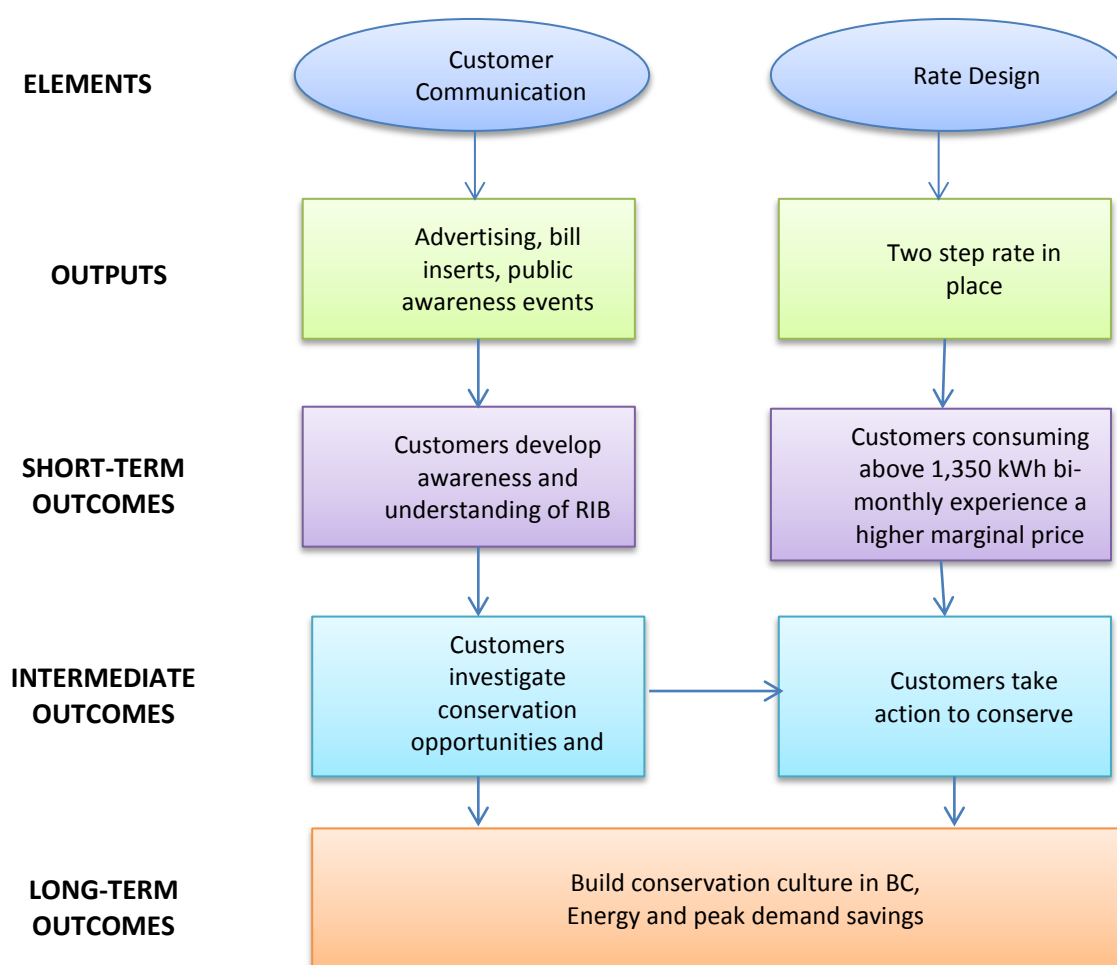 ELEMENTS
Customer
Communication
Rate Design
OUTPUTS
Advertising, bill
inserts, public
awareness events
Two step rate in
place
SHORT-TERM
OUTCOMES
Customers develop
awareness and
understanding of RIB
Customers consuming
above 1,350 kWh bi-
monthly experience a
higher marginal price
INTERMEDIATE
OUTCOMES
Customers
investigate
conservation
opportunities and
Customers take
action to conserve
LONG-TERM
OUTCOMES
Build conservation culture in BC,
Energy and peak demand savings